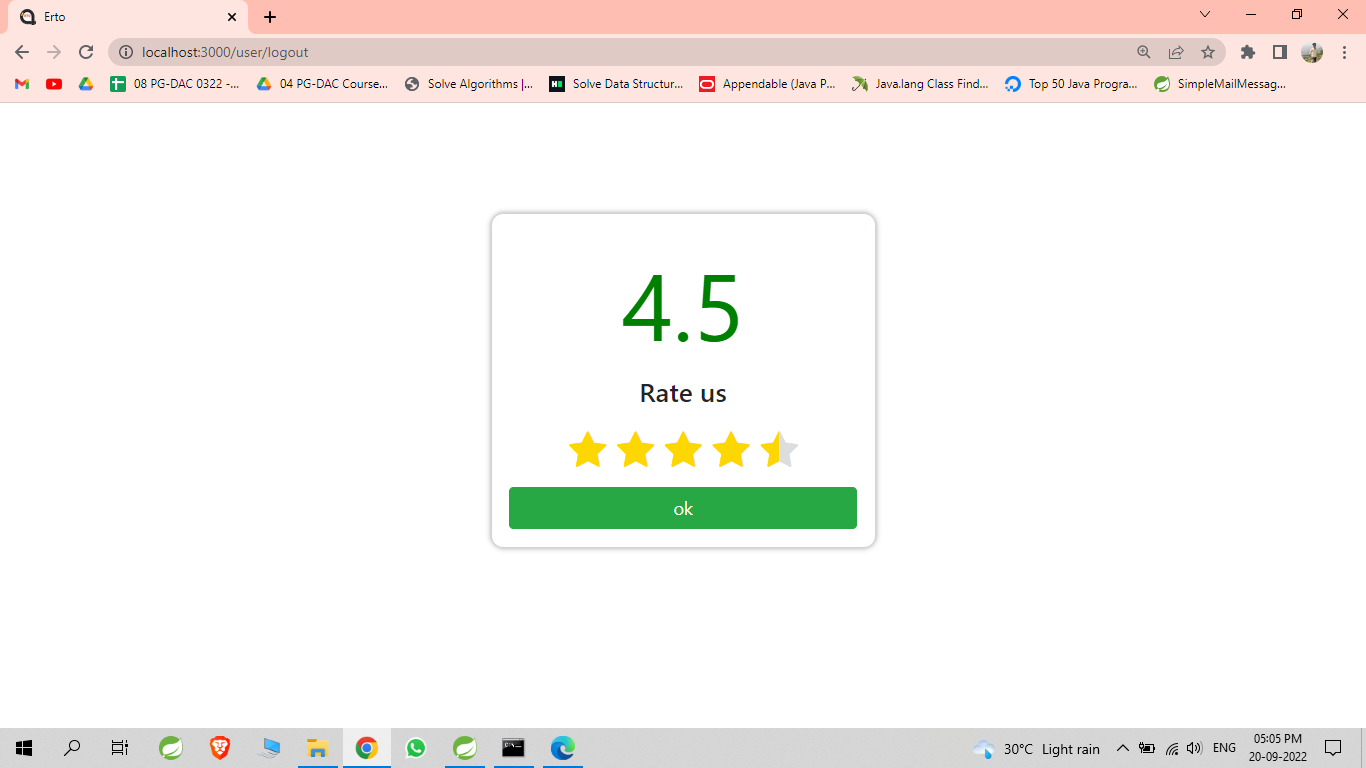 Erto
localhost:3000/user/logout
08 PG-DAC 0322 -...
04 PG-DAC Course...
Solve Algorithms |...
Solve Data Structur...
Appendable (Java P...
Java.lang Class Find...
Top 50 Java Progra...
SimpleMailMessag...
4.5
Rate us
ok
30°C Light rain
ENG
05:05 PM
20-09-2022